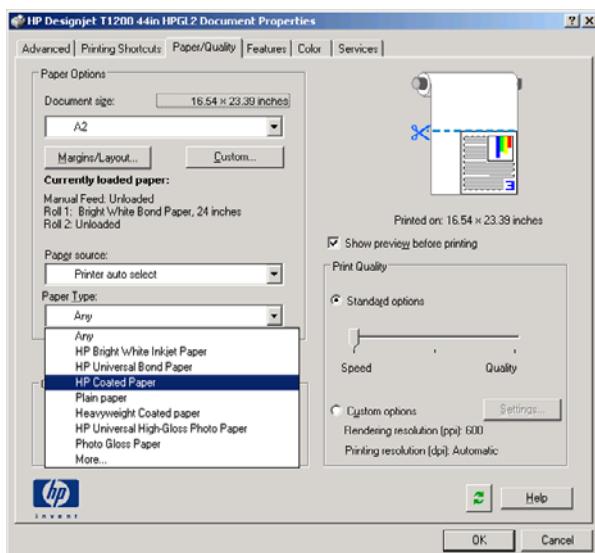 HP Designjet T1200 44in HPGL2 Document Properties
Advanced
Printing Shortcuts
Paper/Quality
Features
Color
Services
Paper Options
Document size:
16.54 × 23.39 inches
A2
Margins/Layout...
Custom...
Currently loaded paper:
Manual Feed: Unloaded
Roll 1: Bright White Bond Paper, 24 inches
Roll 2: Unloaded
Paper source:
Printer auto select
Paper Type:
Any
Any
HP Bright White Inkjet Paper
HP Universal Bond Paper
HP Coated Paper
Plain paper
Heavyweight Coated paper
HP Universal High-Gloss Photo Paper
Photo Gloss Paper
More...
3
Printed on: 16.54 × 23.39 inches
Show preview before printing
Print Quality
Standard options
Speed
Quality
Custom options
Settings...
Rendering resolution (ppi): 600
Printing resolution (dpi): Automatic
hp
invent
Help
OK
Cancel